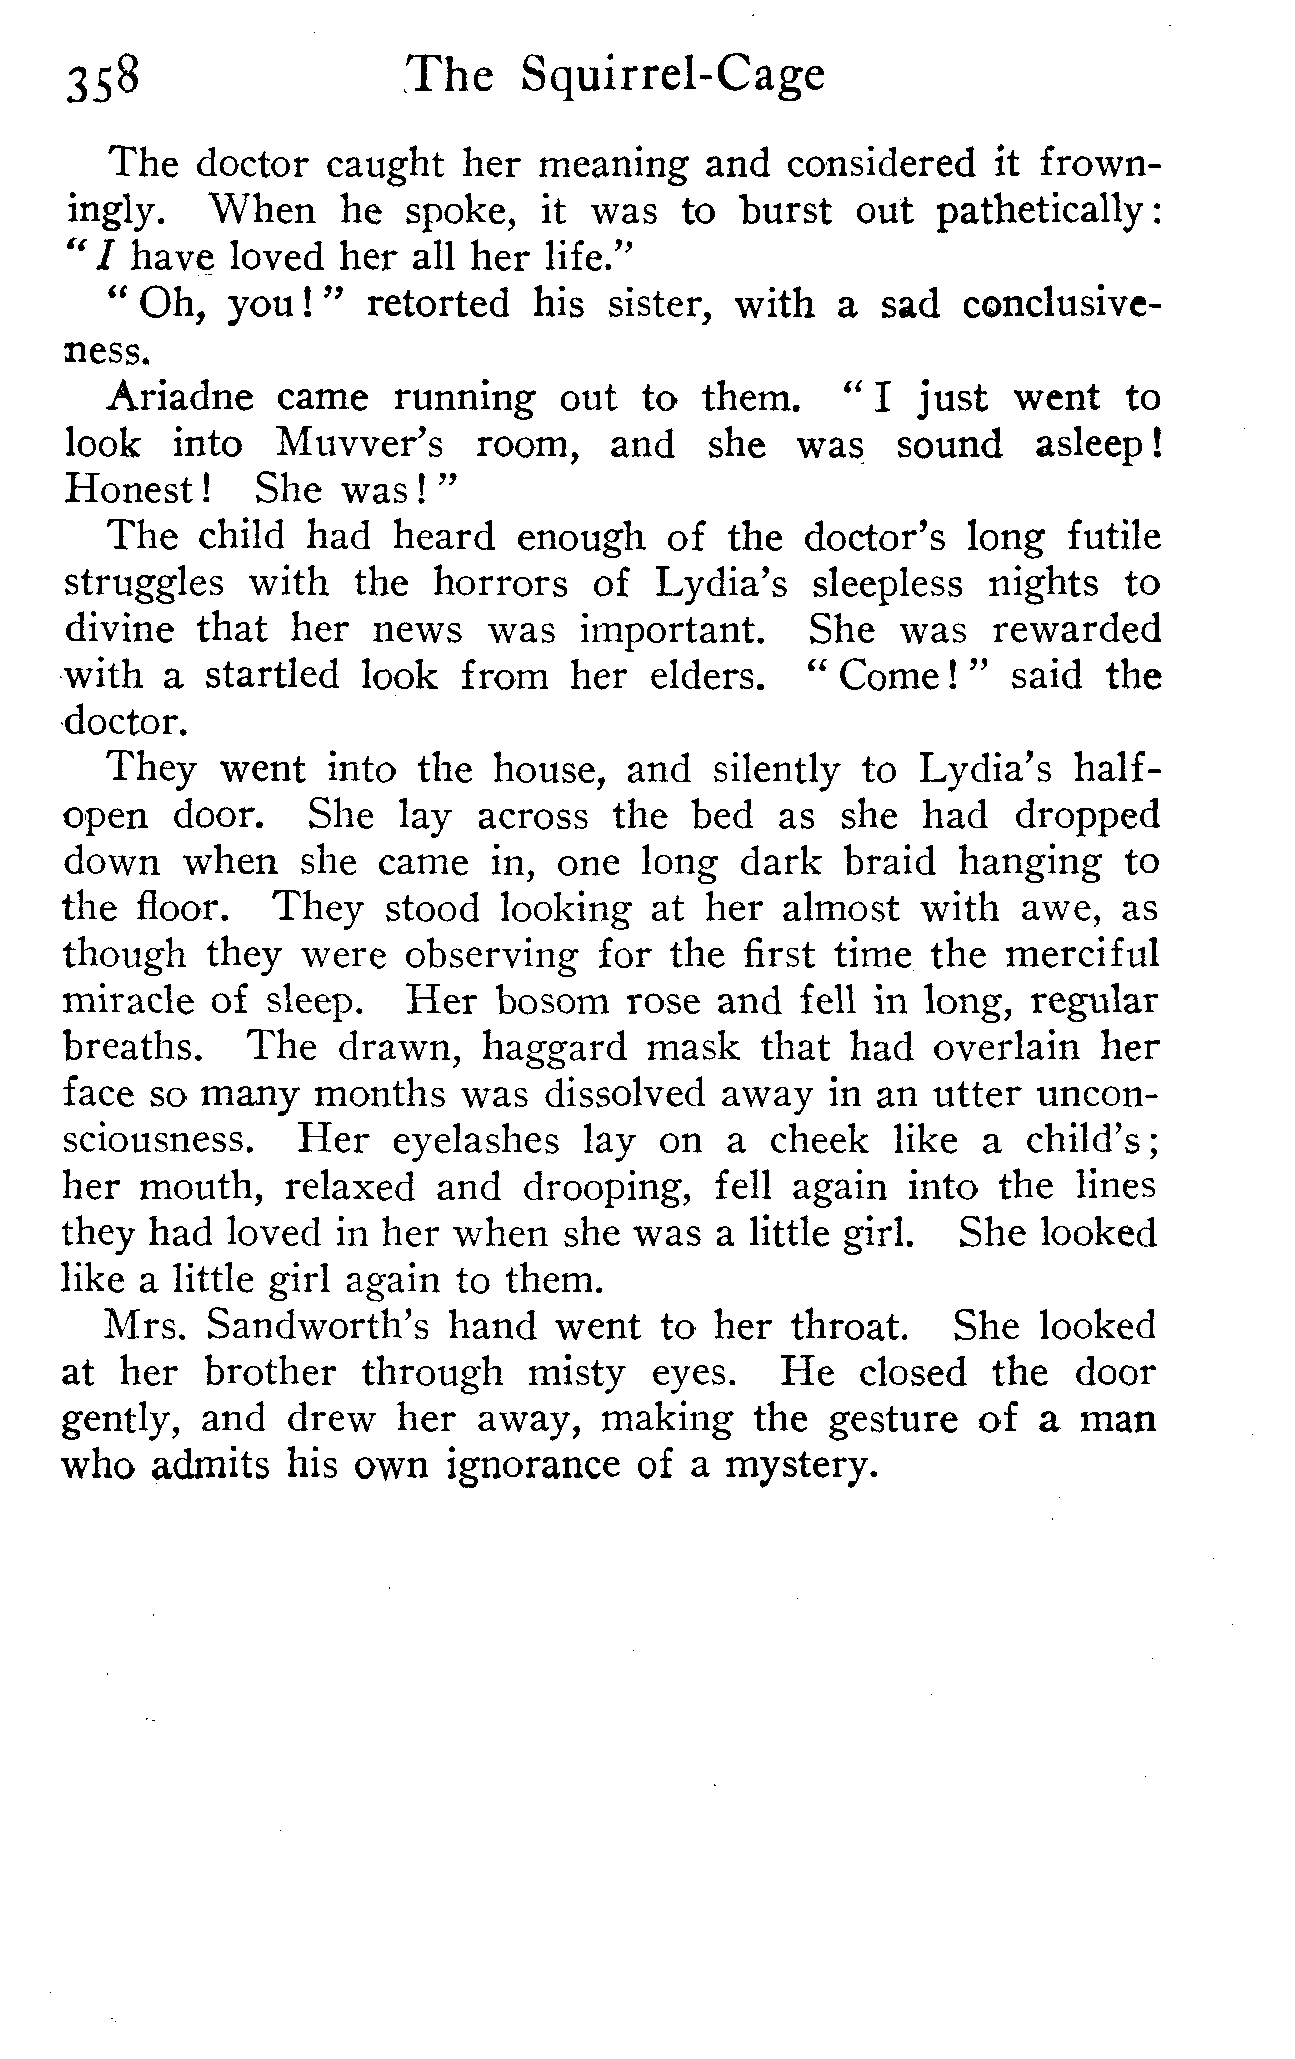 358 The Squirrel-Cage
The doctor caught her meaning and considered it frown-
ingly. When he spoke, it was to burst out pathetically:
"I have loved her all her life."
"Oh, you!" retorted his sister, with a sad conclusive-
ness.
Ariadne came running out to them. "I just went to
look into Muvver's room, and she was sound asleep!
Honest! She was!"
The child had heard enough of the doctor's long futile
struggles with the horrors of Lydia's sleepless nights to
divine that her news was important. She was rewarded
with a startled look from her elders. "Come!" said the
doctor.
They went into the house, and silently to Lydia's half-
open door. She lay across the bed as she had dropped
down when she came in, one long dark braid hanging to
the floor. They stood looking at her almost with awe, as
though they were observing for the first time the merciful
miracle of sleep. Her bosom rose and fell in long, regular
breaths. The drawn, haggard mask that had overlain her
face so many months was dissolved away in an utter uncon-
sciousness. Her eyelashes lay on a cheek like a child's;
her mouth, relaxed and drooping, fell again into the lines
they had loved in her when she was a little girl. She looked
like a little girl again to them.
Mrs. Sandworth's hand went to her throat. She looked
at her brother through misty eyes. He closed the door
gently, and drew her away, making the gesture of a man
who admits his own ignorance of a mystery.